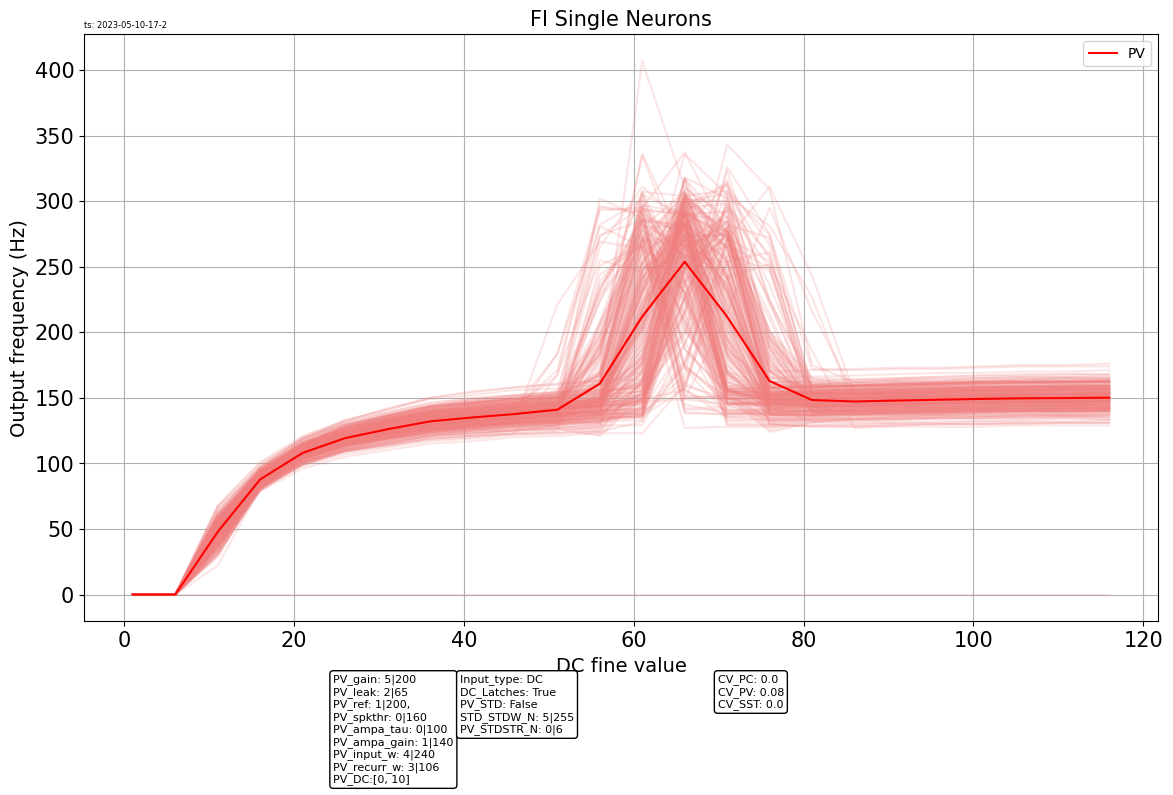 FI Single Neurons
ts: 2023-05-10-17-2
PV
Output frequency (Hz)
400
350
300
250
200
150
100
50
0
0 20 40 60 80 100 120
DC fine value
PV_gain: 5|200
PV_leak: 2|65
PV_ref: 1|200,
PV_spkthr: 0|160
PV_ampa_tau: 0|100
PV_ampa_gain: 1|140
PV_input_w: 4|240
PV_recurr_w: 3|106
PV_DC:[0, 10]
Input_type: DC
DC_Latches: True
PV_STD: False
STD_STDW_N: 5|255
PV_STDSTR_N: 0|6
CV_PC: 0.0
CV_PV: 0.08
CV_SST: 0.0